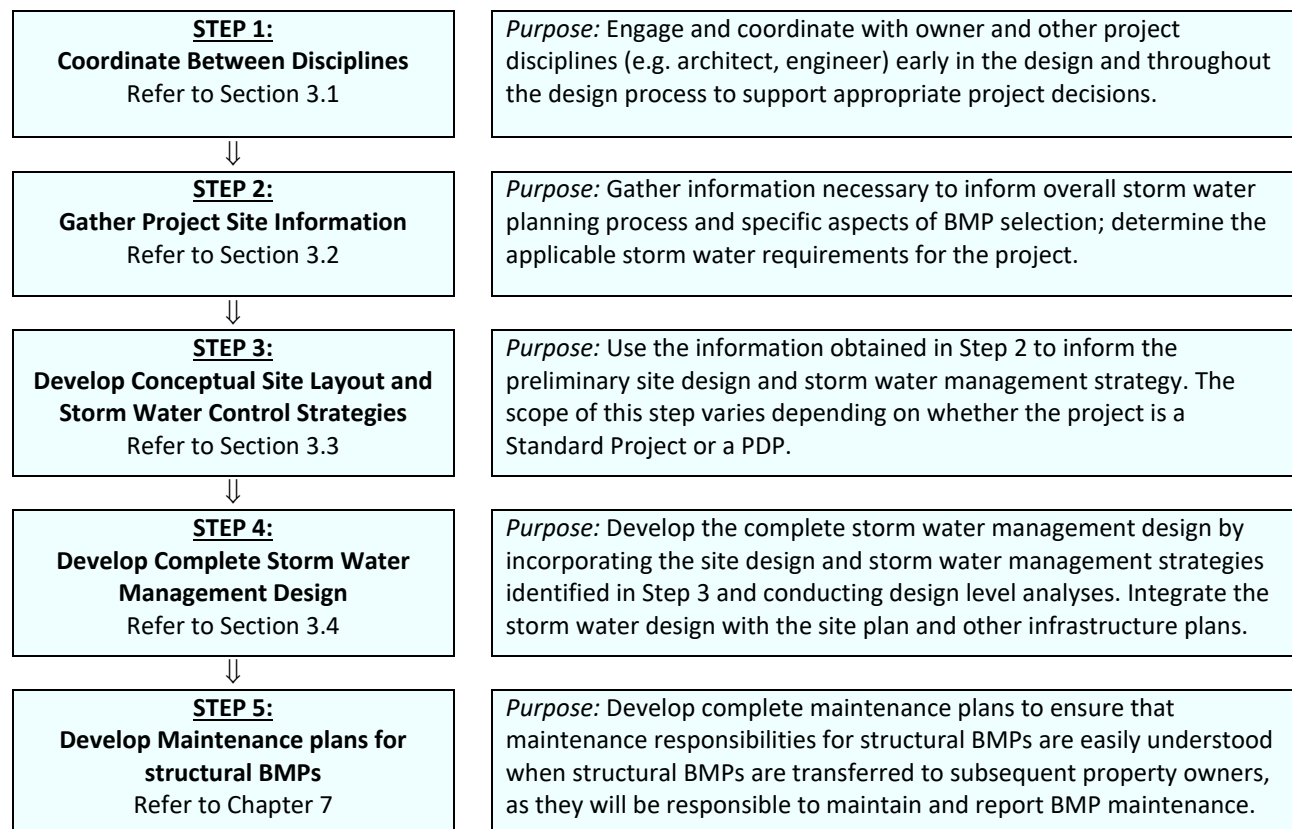 STEP 1:
Coordinate Between Disciplines
Refer to Section 3.1
Purpose: Engage and coordinate with owner and other project
disciplines (e.g. architect, engineer) early in the design and throughout
the design process to support appropriate project decisions.
⇓
STEP 2:
Gather Project Site Information
Refer to Section 3.2
Purpose: Gather information necessary to inform overall storm water
planning process and specific aspects of BMP selection; determine the
applicable storm water requirements for the project.
⇓
STEP 3:
Develop Conceptual Site Layout and
Storm Water Control Strategies
Refer to Section 3.3
Purpose: Use the information obtained in Step 2 to inform the
preliminary site design and storm water management strategy. The
scope of this step varies depending on whether the project is a
Standard Project or a PDP.
⇓
STEP 4:
Develop Complete Storm Water
Management Design
Refer to Section 3.4
Purpose: Develop the complete storm water management design by
incorporating the site design and storm water management strategies
identified in Step 3 and conducting design level analyses. Integrate the
storm water design with the site plan and other infrastructure plans.
⇓
STEP 5:
Develop Maintenance plans for
structural BMPs
Refer to Chapter 7
Purpose: Develop complete maintenance plans to ensure that
maintenance responsibilities for structural BMPs are easily understood
when structural BMPs are transferred to subsequent property owners,
as they will be responsible to maintain and report BMP maintenance.